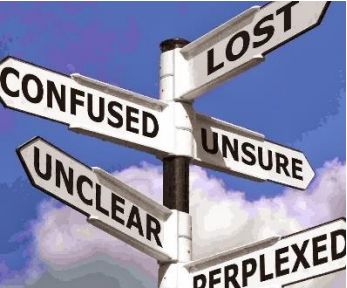 LOST
CONFUSED
UNSURE
UNCLEAR
PERPLEXED